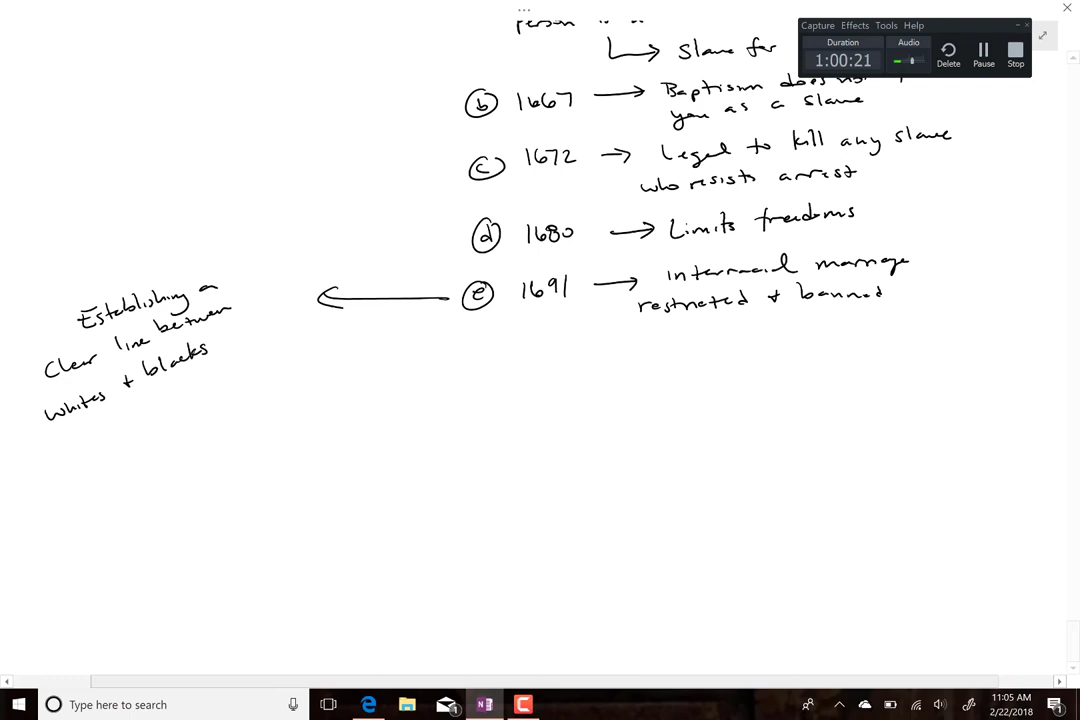 Capture Effects Tools Help
Duration
1:00:21
Audio
Delete
Pause
Stop
person is a
Slave for
(b) 1667 → Baptism does
you as a slave
(c) 1672 → Legal to kill any slave
who resists arrest
(d) 1680 → Limits freedoms
(e) 1691 → interracial marriage
restricted + banned
Establishing a
Clear line between
whites + blacks
Type here to search
11:05 AM
2/22/2018